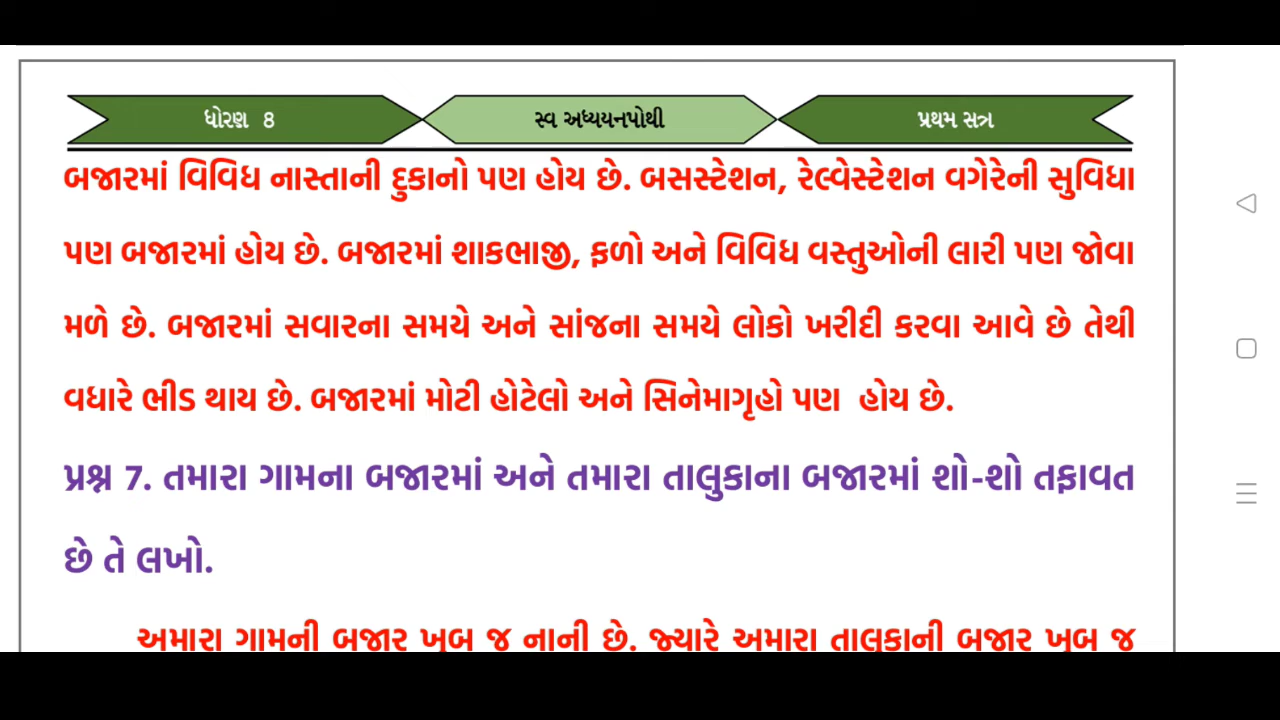 ધોરણ 8 સ્વ અધ્યયનપોથી પ્રથમ સત્ર
બજારમાં વિવિધ નાસ્તાની દુકાનો પણ હોય છે. બસસ્ટેશન, રેલ્વેસ્ટેશન વગેરેની સુવિધા
પણ બજારમાં હોય છે. બજારમાં શાકભાજી, ફળો અને વિવિધ વસ્તુઓની લારી પણ જોવા
મળે છે. બજારમાં સવારના સમયે અને સાંજના સમયે લોકો ખરીદી કરવા આવે છે તેથી
વધારે ભીડ થાય છે. બજારમાં મોટી હોટેલો અને સિનેમાગૃહો પણ હોય છે.
પ્રશ્ન 7. તમારા ગામના બજારમાં અને તમારા તાલુકાના બજારમાં શો-શો તફાવત
છે તે લખો.
અમારા ગામની બજાર ખુબ જ નાની છે. જ્યારે અમારા તાલુકાની બજાર ખુબ જ